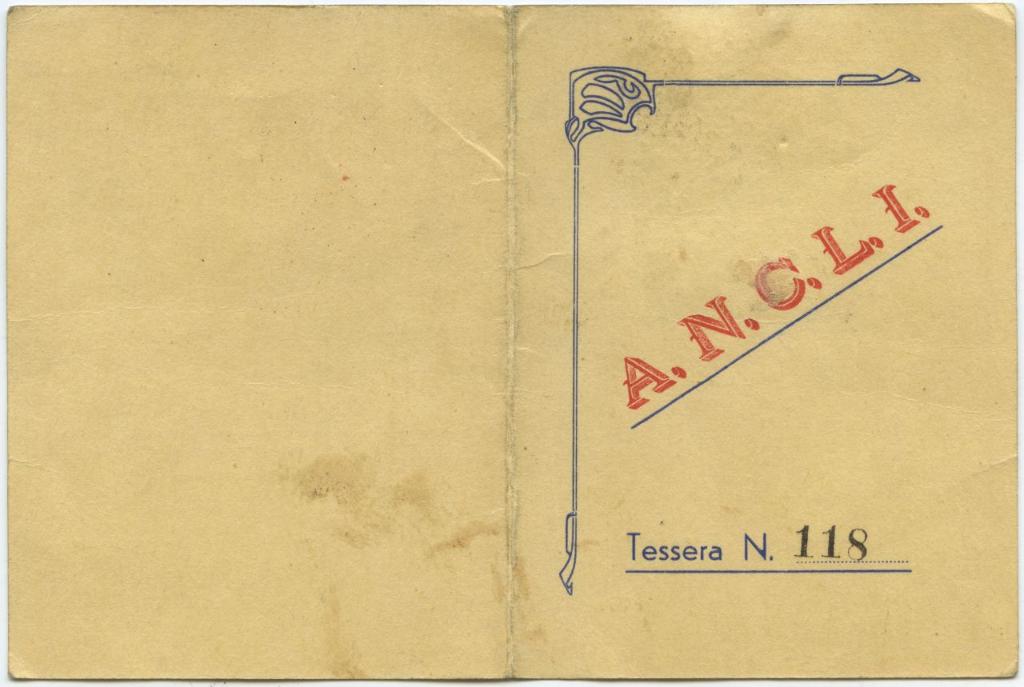 A. N. C. L. I.
Tessera N. 118